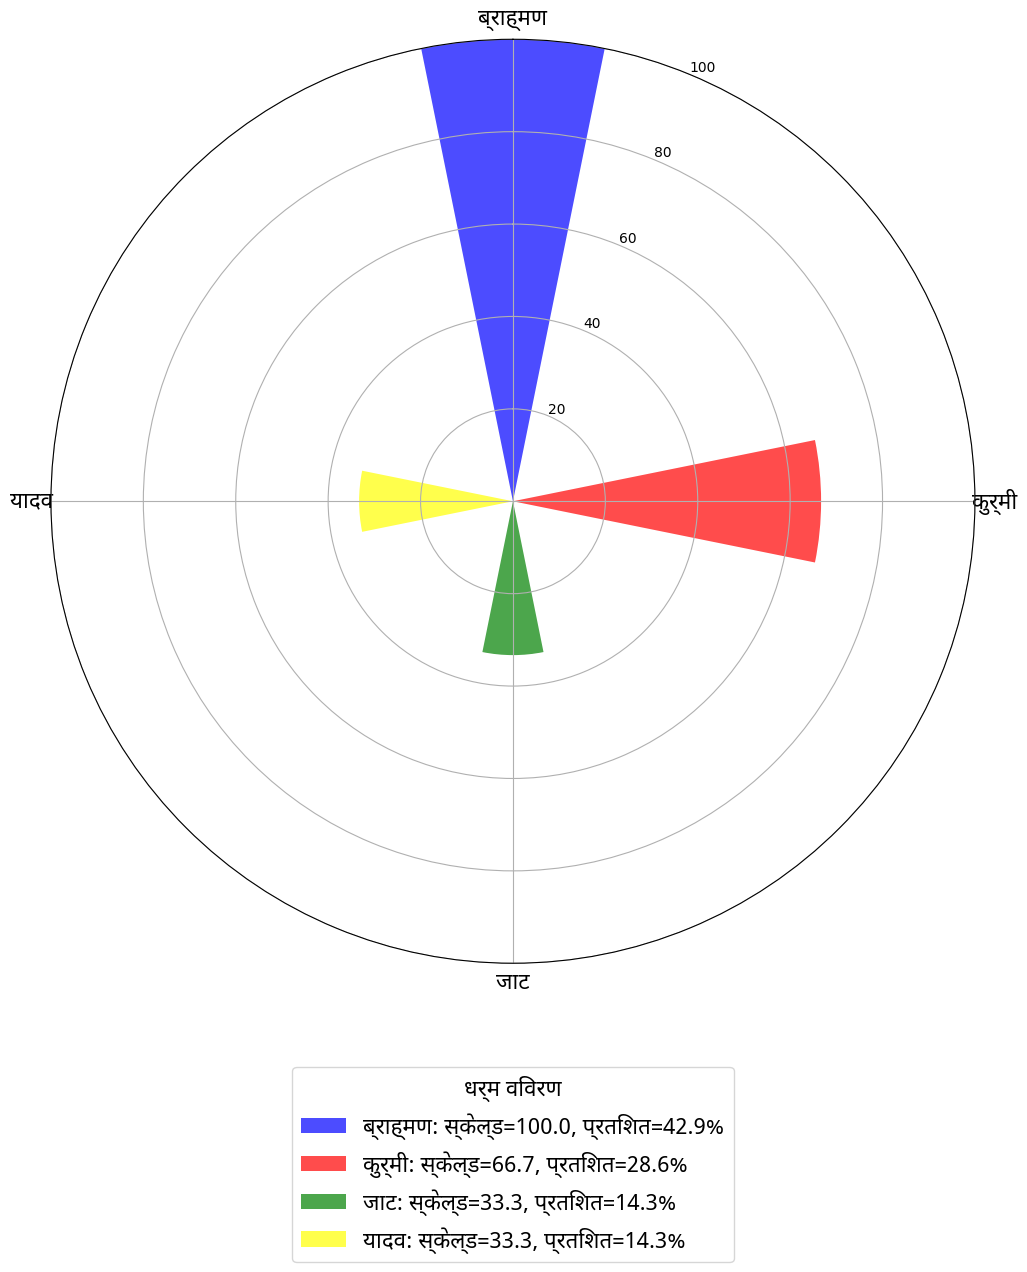 ब्राह्मण
100
80
60
40
20
यादव
कुर्मी
जाट
धर्म विवरण
ब्राह्मण: स्केल्ड=100.0, प्रतिशत=42.9%
कुर्मी: स्केल्ड=66.7, प्रतिशत=28.6%
जाट: स्केल्ड=33.3, प्रतिशत=14.3%
यादव: स्केल्ड=33.3, प्रतिशत=14.3%